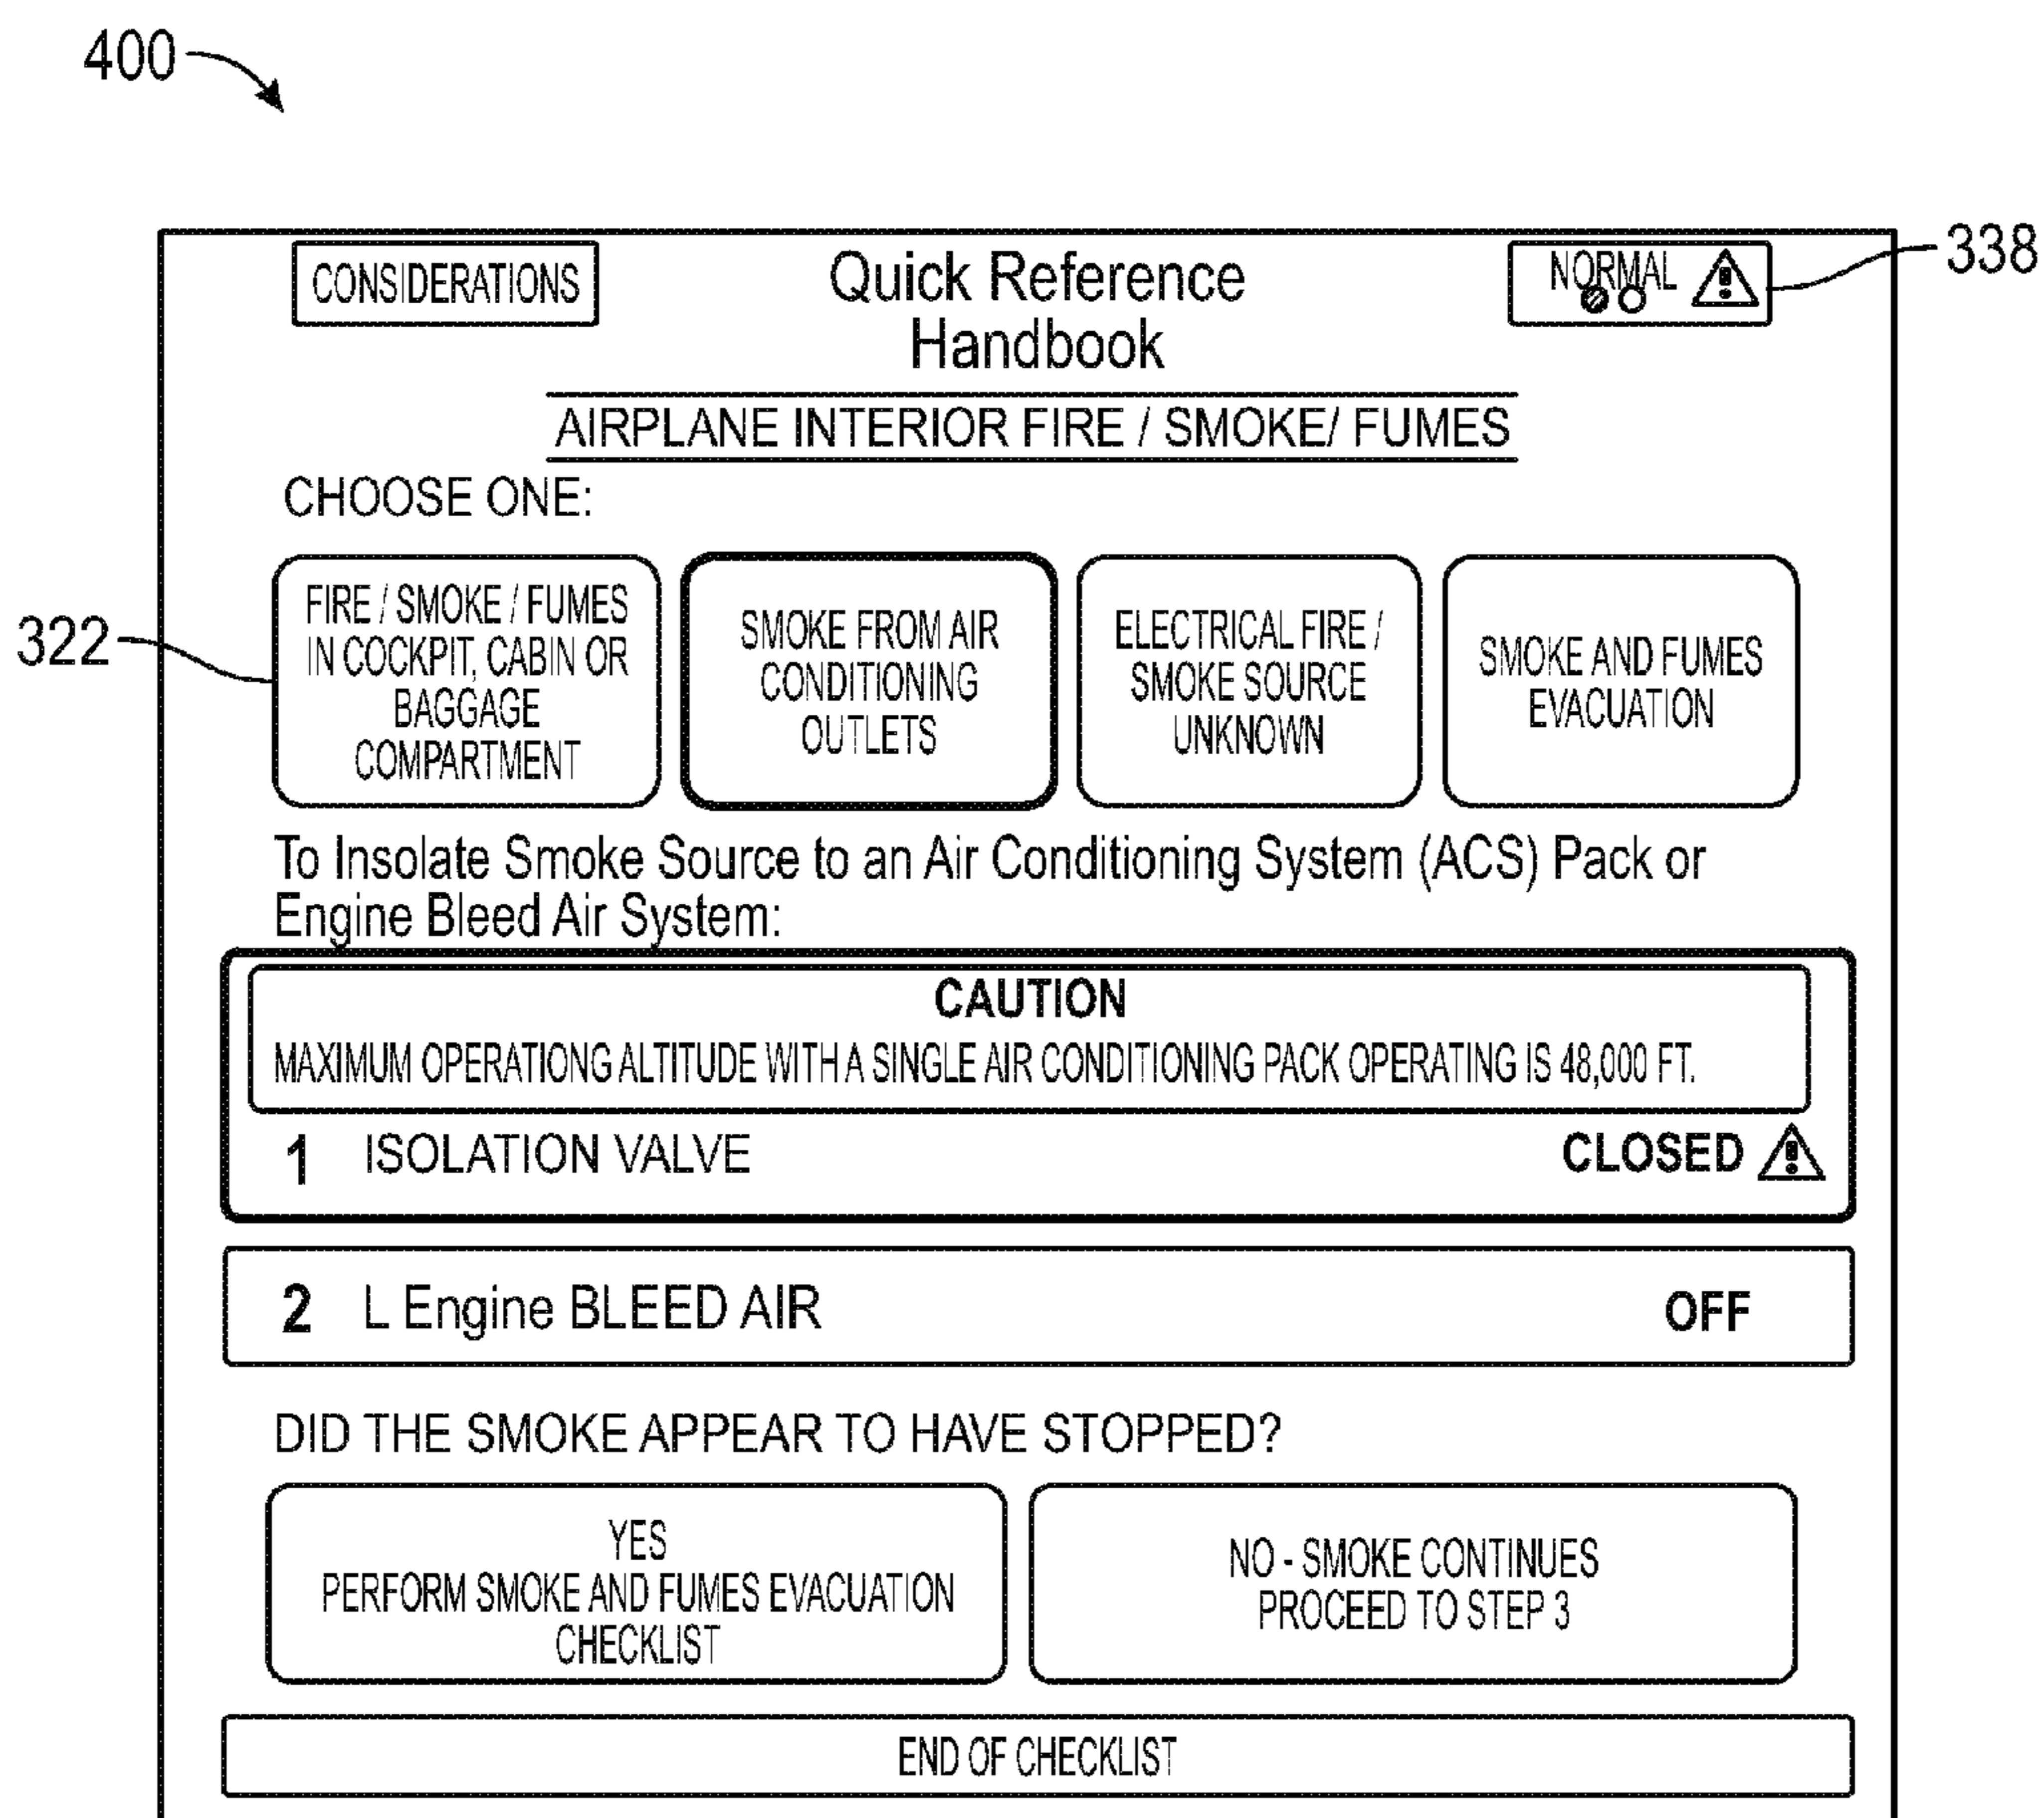 400
CONSIDERATIONS
Quick Reference
Handbook
NORMAL
338
AIRPLANE INTERIOR FIRE / SMOKE/ FUMES
CHOOSE ONE:
322
FIRE / SMOKE / FUMES
IN COCKPIT, CABIN OR
BAGGAGE
COMPARTMENT
SMOKE FROM AIR
CONDITIONING
OUTLETS
ELECTRICAL FIRE /
SMOKE SOURCE
UNKNOWN
SMOKE AND FUMES
EVACUATION
To Insolate Smoke Source to an Air Conditioning System (ACS) Pack or
Engine Bleed Air System:
CAUTION
MAXIMUM OPERATIONG ALTITUDE WITH A SINGLE AIR CONDITIONING PACK OPERATING IS 48,000 FT.
1 ISOLATION VALVE CLOSED
2 L Engine BLEED AIR OFF
DID THE SMOKE APPEAR TO HAVE STOPPED?
YES
PERFORM SMOKE AND FUMES EVACUATION
CHECKLIST
NO - SMOKE CONTINUES
PROCEED TO STEP 3
END OF CHECKLIST